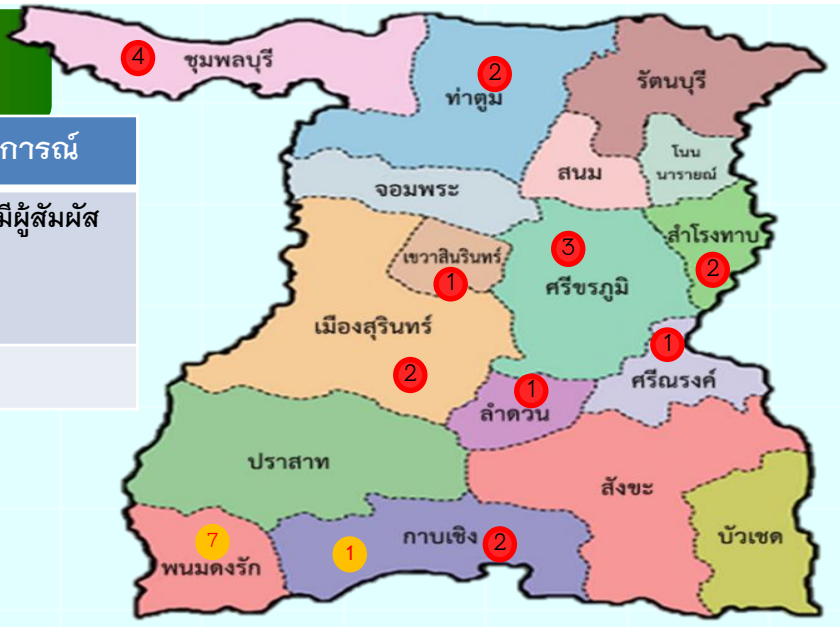 4
ชุมพลบุรี
2
ท่าตูม
รัตนบุรี
การณ์
โนน
นารายณ์
สนม
จอมพระ
มีผู้สัมผัส
สำโรงทาบ
2
เขวาสินรินทร์
1
3
ศรีขรภูมิ
เมืองสุรินทร์
2
1
ศรีณรงค์
1
ลำดวน
ปราสาท
สังขะ
7
พนมดงรัก
1
กาบเชิง
2
บัวเชด